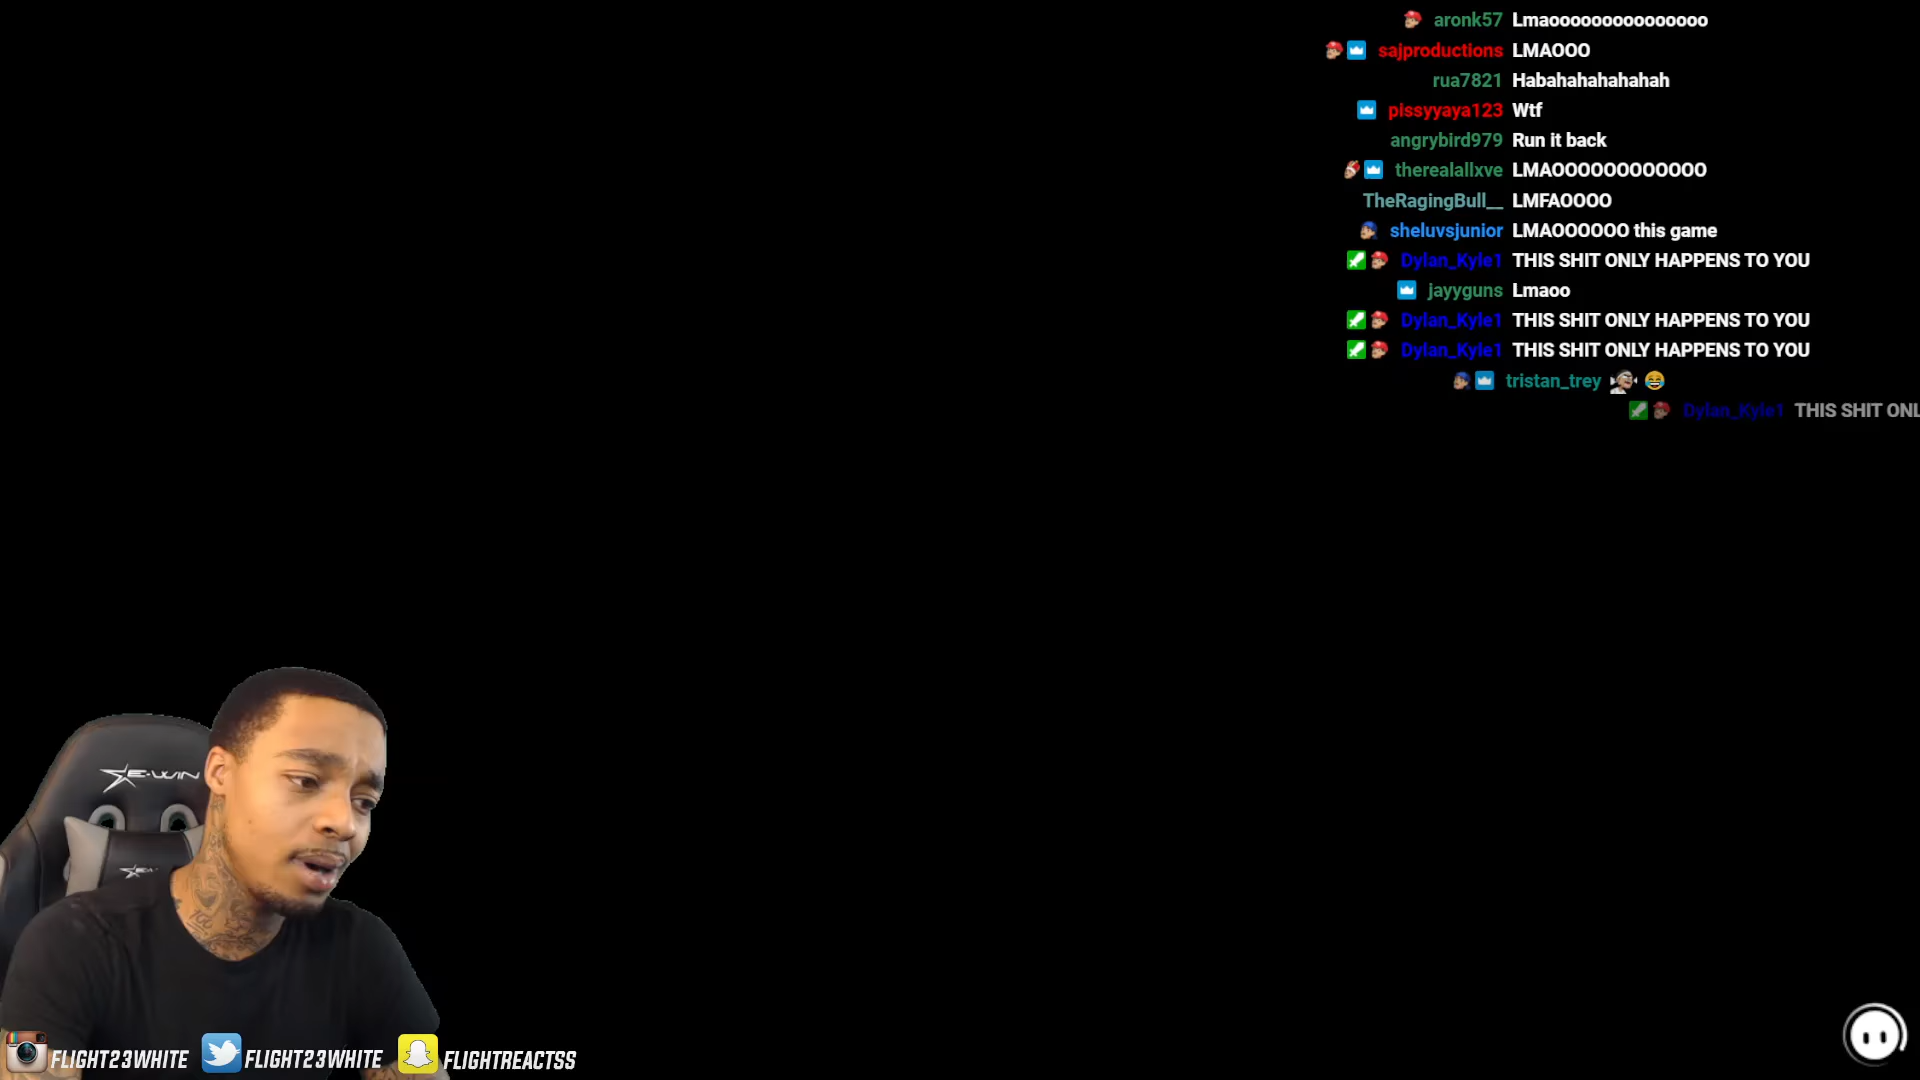 aronk57 Lmaooooooooooooooo
sajproductions LMAOOO
rua7821 Habahahahahahah
pissyyaya123 Wtf
angrybird979 Run it back
therealallxve LMAOOOOOOOOOOOO
TheRagingBull__ LMFAOOOO
sheluvsjunior LMAOOOOOO this game
Dylan_Kyle1 THIS SHIT ONLY HAPPENS TO YOU
jayyguns Lmaoo
Dylan_Kyle1 THIS SHIT ONLY HAPPENS TO YOU
Dylan_Kyle1 THIS SHIT ONLY HAPPENS TO YOU
tristan_trey 😂
Dylan_Kyle1 THIS SHIT ONL
E-WIN
100
FLIGHT23WHITE FLIGHT23WHITE FLIGHTREACTSS